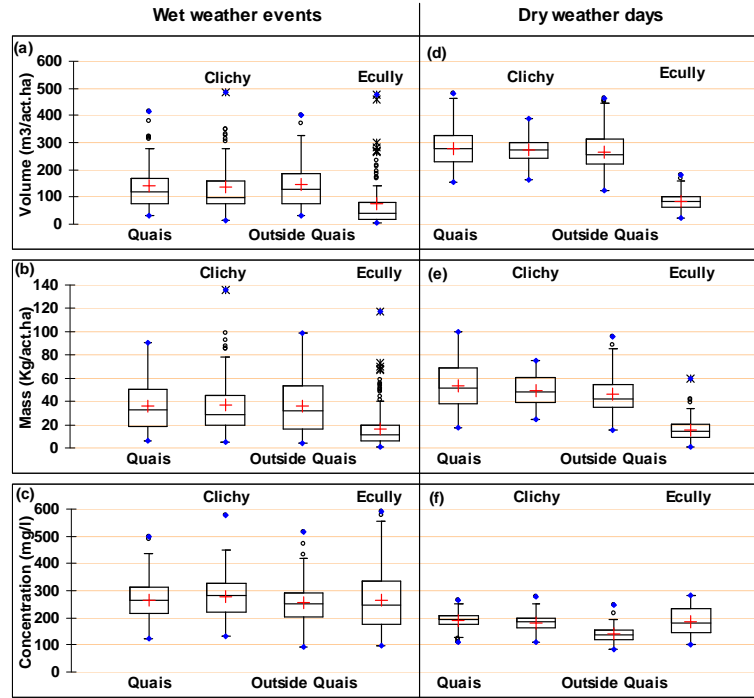 Wet weather events Dry weather days
(a) (d)
Clichy Ecully Clichy Ecully
Volume (m3/act.ha)
600
500
400
300
200
100
0
Quais Outside Quais Quais Outside Quais
(b) (e)
Clichy Ecully Clichy Ecully
Mass (Kg/act.ha)
140
120
100
80
60
40
20
0
Quais Outside Quais Quais Outside Quais
(c) (f)
Clichy Ecully Clichy Ecully
Concentration (mg/l)
600
500
400
300
200
100
0
Quais Outside Quais Quais Outside Quais